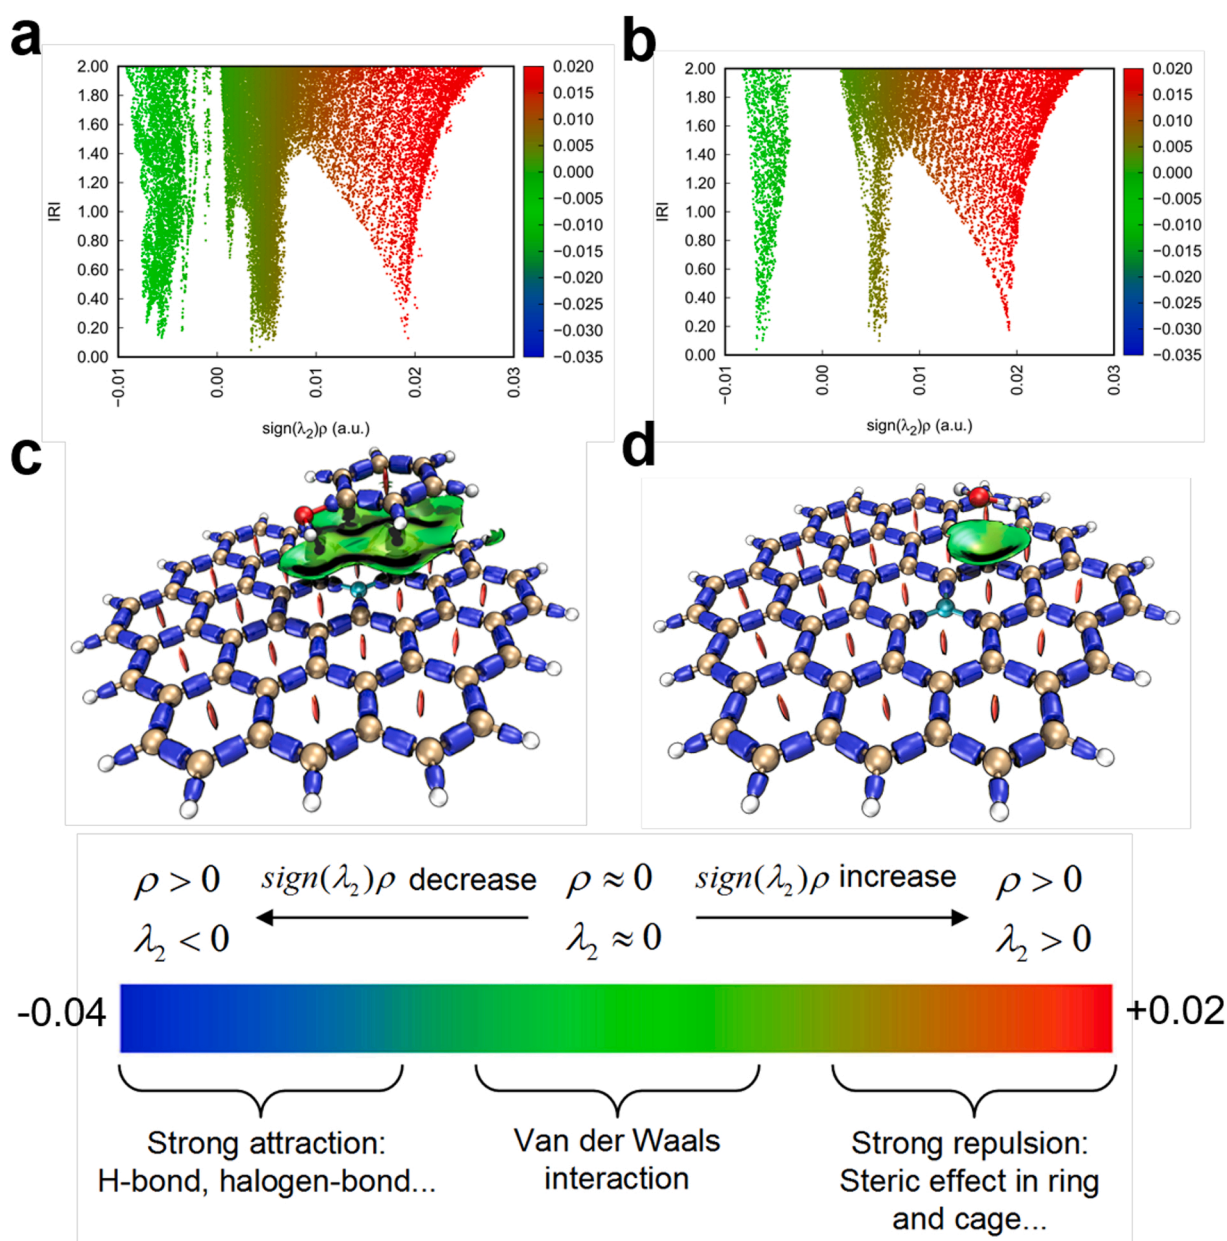 a
2.00
1.80
1.60
1.40
1.20
1.00
0.80
0.60
0.40
0.20
0.00
IRI
−0.01
0.00
0.01
0.02
0.03
sign(λ₂)ρ (a.u.)
0.020
0.015
0.010
0.005
0.000
−0.005
−0.010
−0.015
−0.020
−0.025
−0.030
−0.035
b
2.00
1.80
1.60
1.40
1.20
1.00
0.80
0.60
0.40
0.20
0.00
IRI
−0.01
0.00
0.01
0.02
0.03
sign(λ₂)ρ (a.u.)
0.020
0.015
0.010
0.005
0.000
−0.005
−0.010
−0.015
−0.020
−0.025
−0.030
−0.035
c
d
ρ > 0
sign(λ₂)ρ decrease
ρ ≈ 0
sign(λ₂)ρ increase
ρ > 0
λ₂ < 0
λ₂ ≈ 0
λ₂ > 0
-0.04
+0.02
Strong attraction:
H-bond, halogen-bond...
Van der Waals
interaction
Strong repulsion:
Steric effect in ring
and cage...